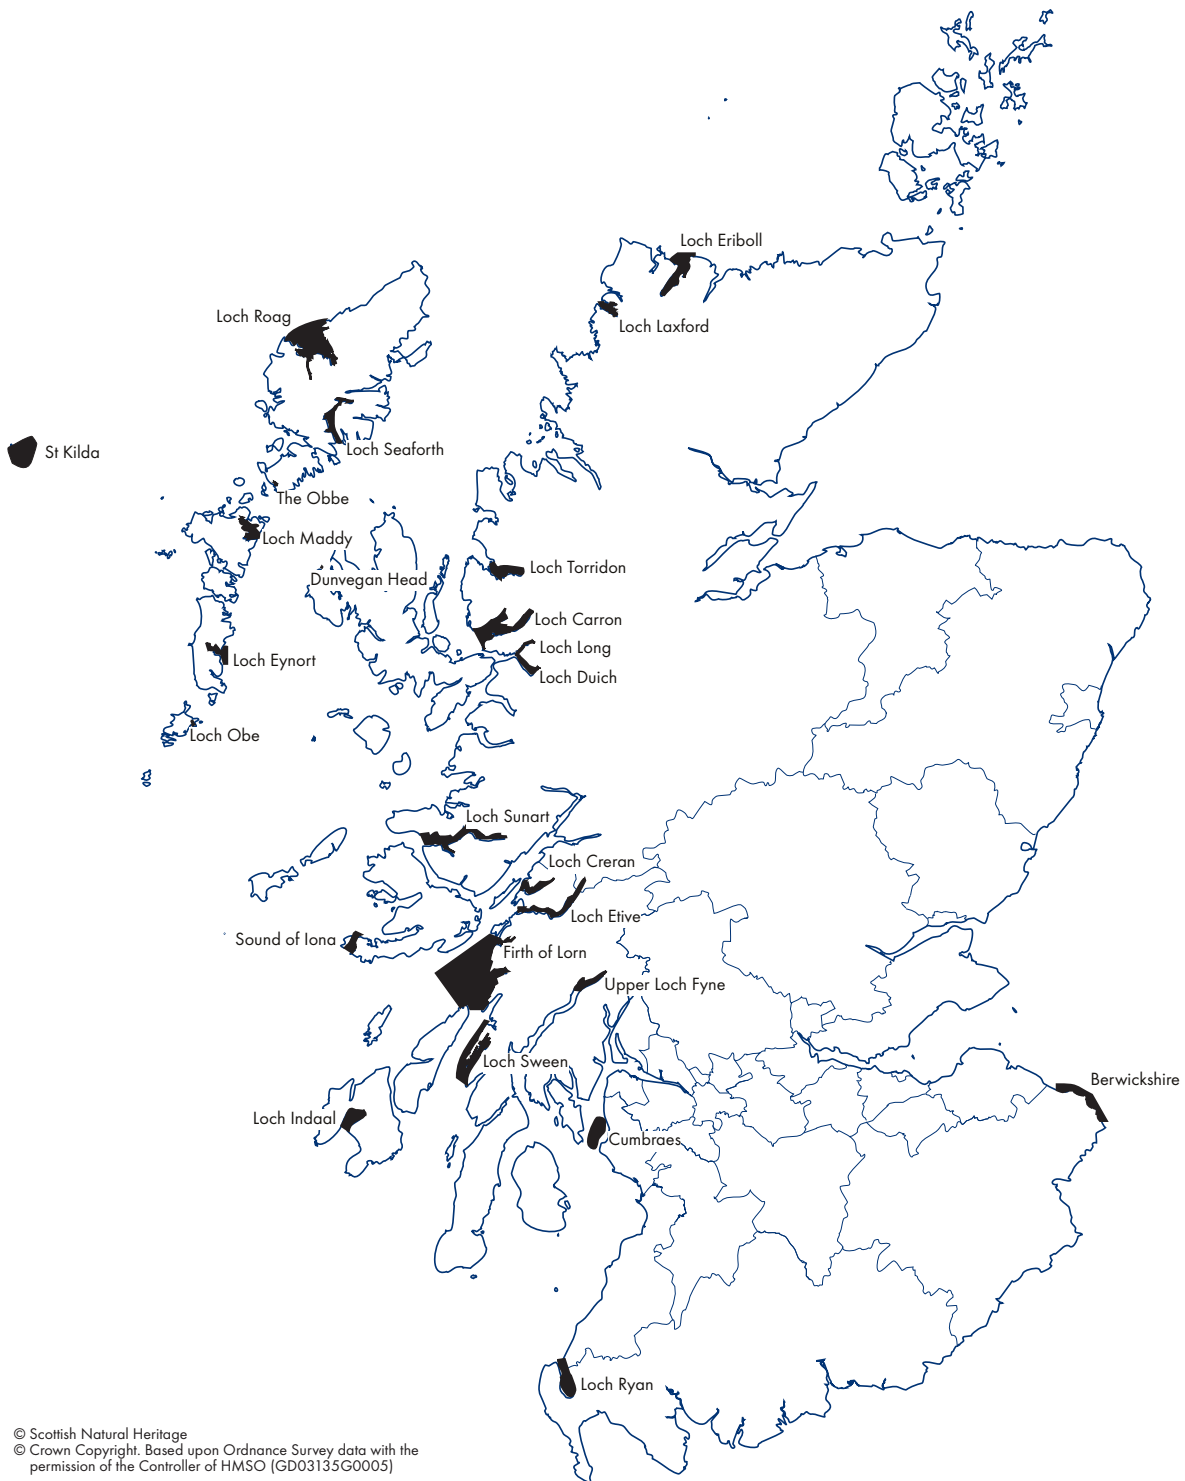 Loch Eriboll
Loch Roag
Loch Laxford
St Kilda
Loch Seaforth
The Obbe
Loch Maddy
Loch Torridon
Dunvegan Head
Loch Carron
Loch Long
Loch Eynort
Loch Duich
Loch Obe
Loch Sunart
Loch Creran
Loch Etive
Sound of Iona
Firth of Lorn
Upper Loch Fyne
Loch Sween
Berwickshire
Loch Indaal
Cumbraes
Loch Ryan
© Scottish Natural Heritage
© Crown Copyright. Based upon Ordnance Survey data with the
permission of the Controller of HMSO (GD03135G0005)